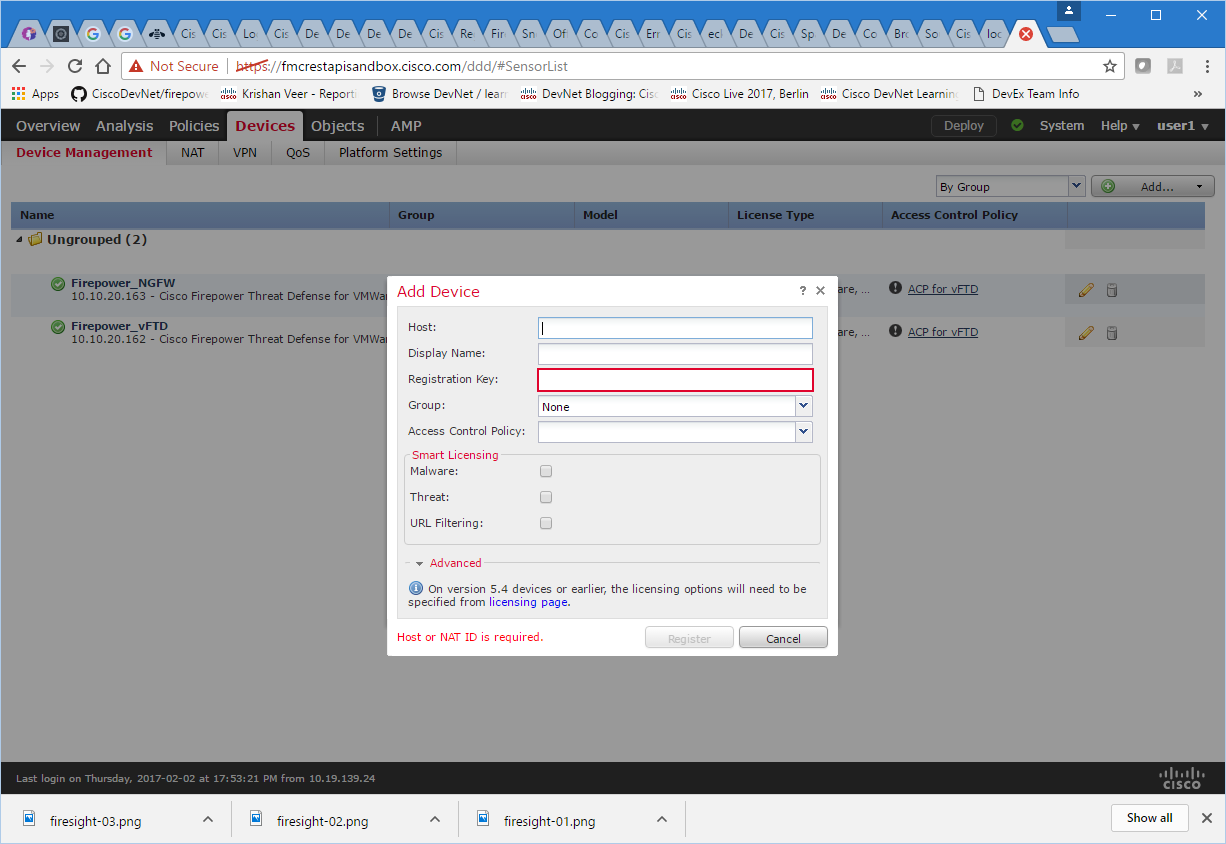 Cis
Cis
Lo
Cis
De
De
De
De
Cis
Re
Fir
Sn
Of
Co
Cis
Err
Cis
ecl
De
Cis
Sp
De
Co
Bro
So
Cis
loc
Not Secure | https://fmcrestapisandbox.cisco.com/ddd/#SensorList
Apps CiscoDevNet/firepow Krishan Veer - Report Browse DevNet / learn DevNet Blogging: Cisc Cisco Live 2017, Berlin Cisco DevNet Learning DevEx Team Info »
Overview Analysis Policies Devices Objects AMP Deploy System Help user1
Device Management NAT VPN QoS Platform Settings
By Group Add...
Name Group Model License Type Access Control Policy
Ungrouped (2)
Firepower_NGFW
10.10.20.163 - Cisco Firepower Threat Defense for VMWa are, ... ACP for vFTD
Firepower_vFTD
10.10.20.162 - Cisco Firepower Threat Defense for VMWa are, ... ACP for vFTD
Add Device ?
Host:
Display Name:
Registration Key:
Group: None
Access Control Policy:
Smart Licensing
Malware:
Threat:
URL Filtering:
Advanced
On version 5.4 devices or earlier, the licensing options will need to be
specified from licensing page.
Host or NAT ID is required. Register Cancel
Last login on Thursday, 2017-02-02 at 17:53:21 PM from 10.19.139.24
CISCO
firesight-03.png firesight-02.png firesight-01.png Show all